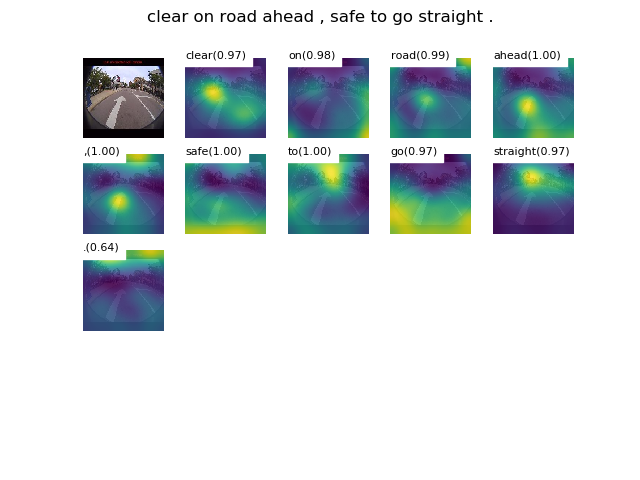 clear on road ahead , safe to go straight .
clear(0.97) on(0.98) road(0.99) ahead(1.00)
,(1.00) safe(1.00) to(1.00) go(0.97) straight(0.97)
.(0.64)